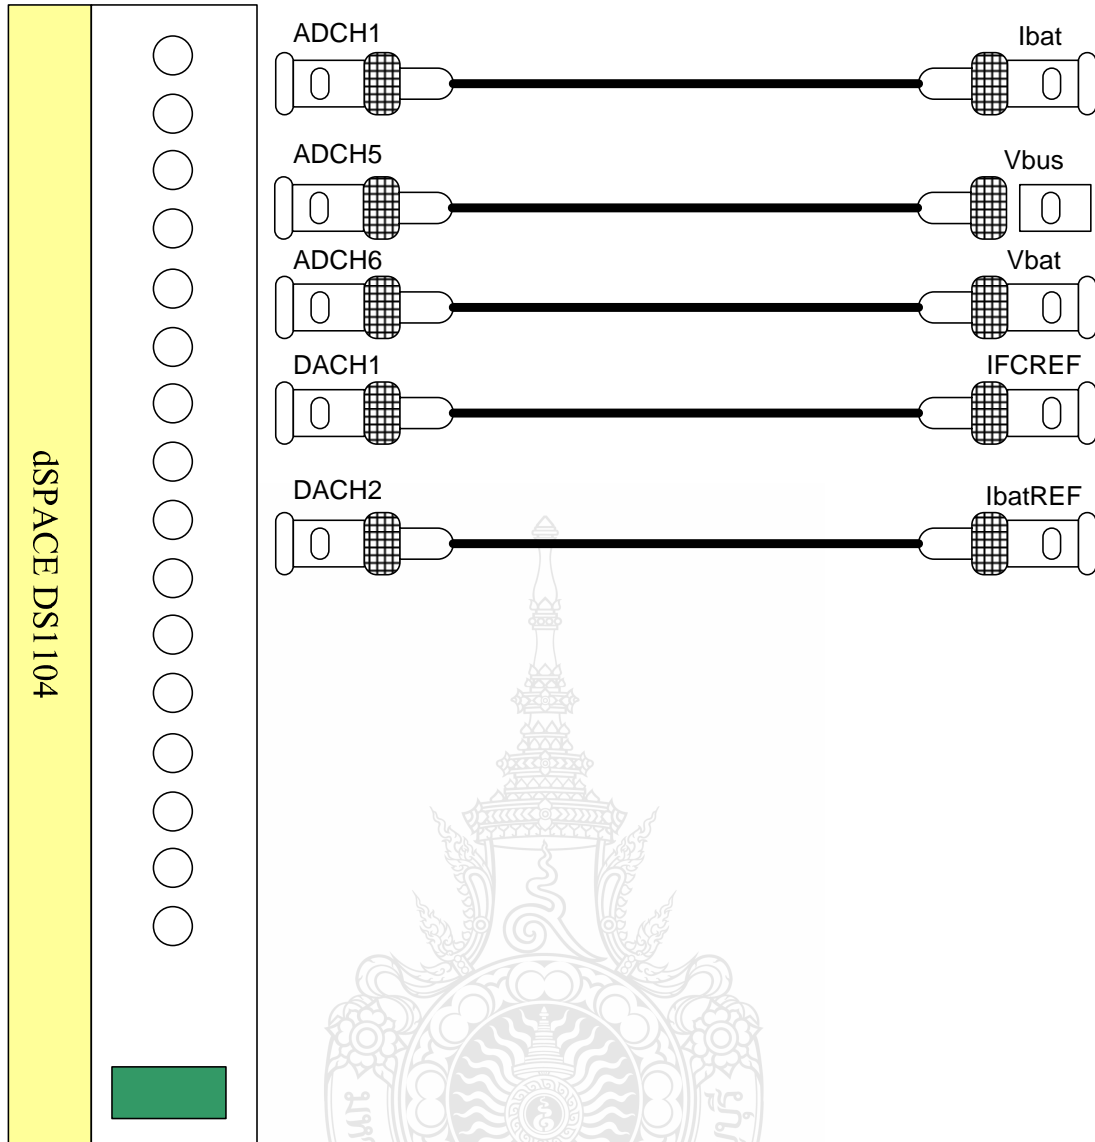 ADCH1
Ibat
ADCH5
Vbus
ADCH6
Vbat
DACH1
IFCREF
DACH2
IbatREF
dSPACE DS1104